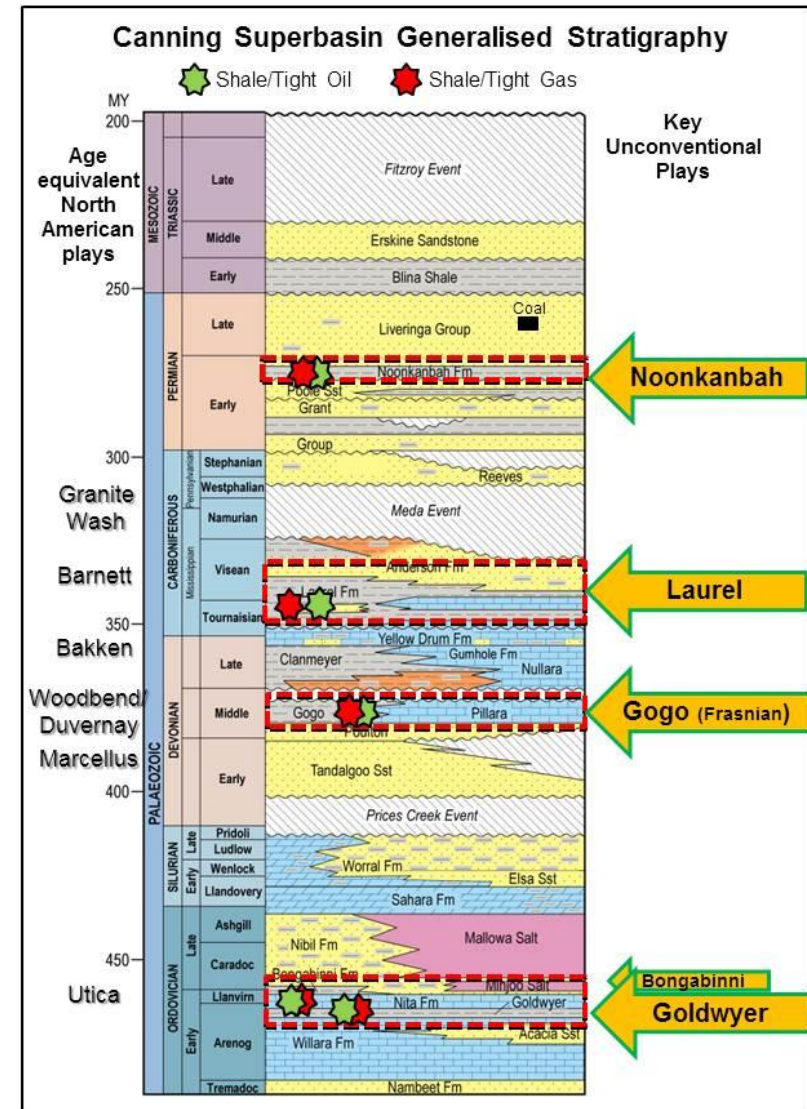 Canning Superbasin Generalised Stratigraphy
Shale/Tight Oil
Shale/Tight Gas
MY
200
250
300
350
400
450
Age
equivalent
North
American
plays
Granite
Wash
Barnett
Bakken
Woodbend/
Duvernay
Marcellus
Utica
MESOZOIC
PALAEOZOIC
TRIASSIC
PERMIAN
CARBONIFEROUS
Pennsylvanian
Mississippian
DEVONIAN
SILURIAN
Late
Early
ORDOVICIAN
Late
Early
Late
Middle
Early
Late
Early
Stephanian
Westphalian
Namurian
Visean
Tournaisian
Late
Middle
Early
Pridoli
Ludlow
Wenlock
Llandovery
Ashgill
Caradoc
Llanvirn
Arenog
Tremadoc
Fitzroy Event
Erskine Sandstone
Blina Shale
Coal
Liveringa Group
Noonkanbah Fm
Poole Sst
Grant
Group
Reeves
Meda Event
Anderson Fm
Laurel Fm
Yellow Drum Fm
Gumhole Fm
Clanmeyer
Nullara
Gogo
Pillara
Poulton
Tandalgoo Sst
Prices Creek Event
Worral Fm
Elsa Sst
Sahara Fm
Nibil Fm
Mallowa Salt
Bongabinni Fm
Minjoo Salt
Nita Fm
Goldwyer
Acacia Sst
Willara Fm
Nambeet Fm
Key
Unconventional
Plays
Noonkanbah
Laurel
Gogo (Frasnian)
Bongabinni
Goldwyer